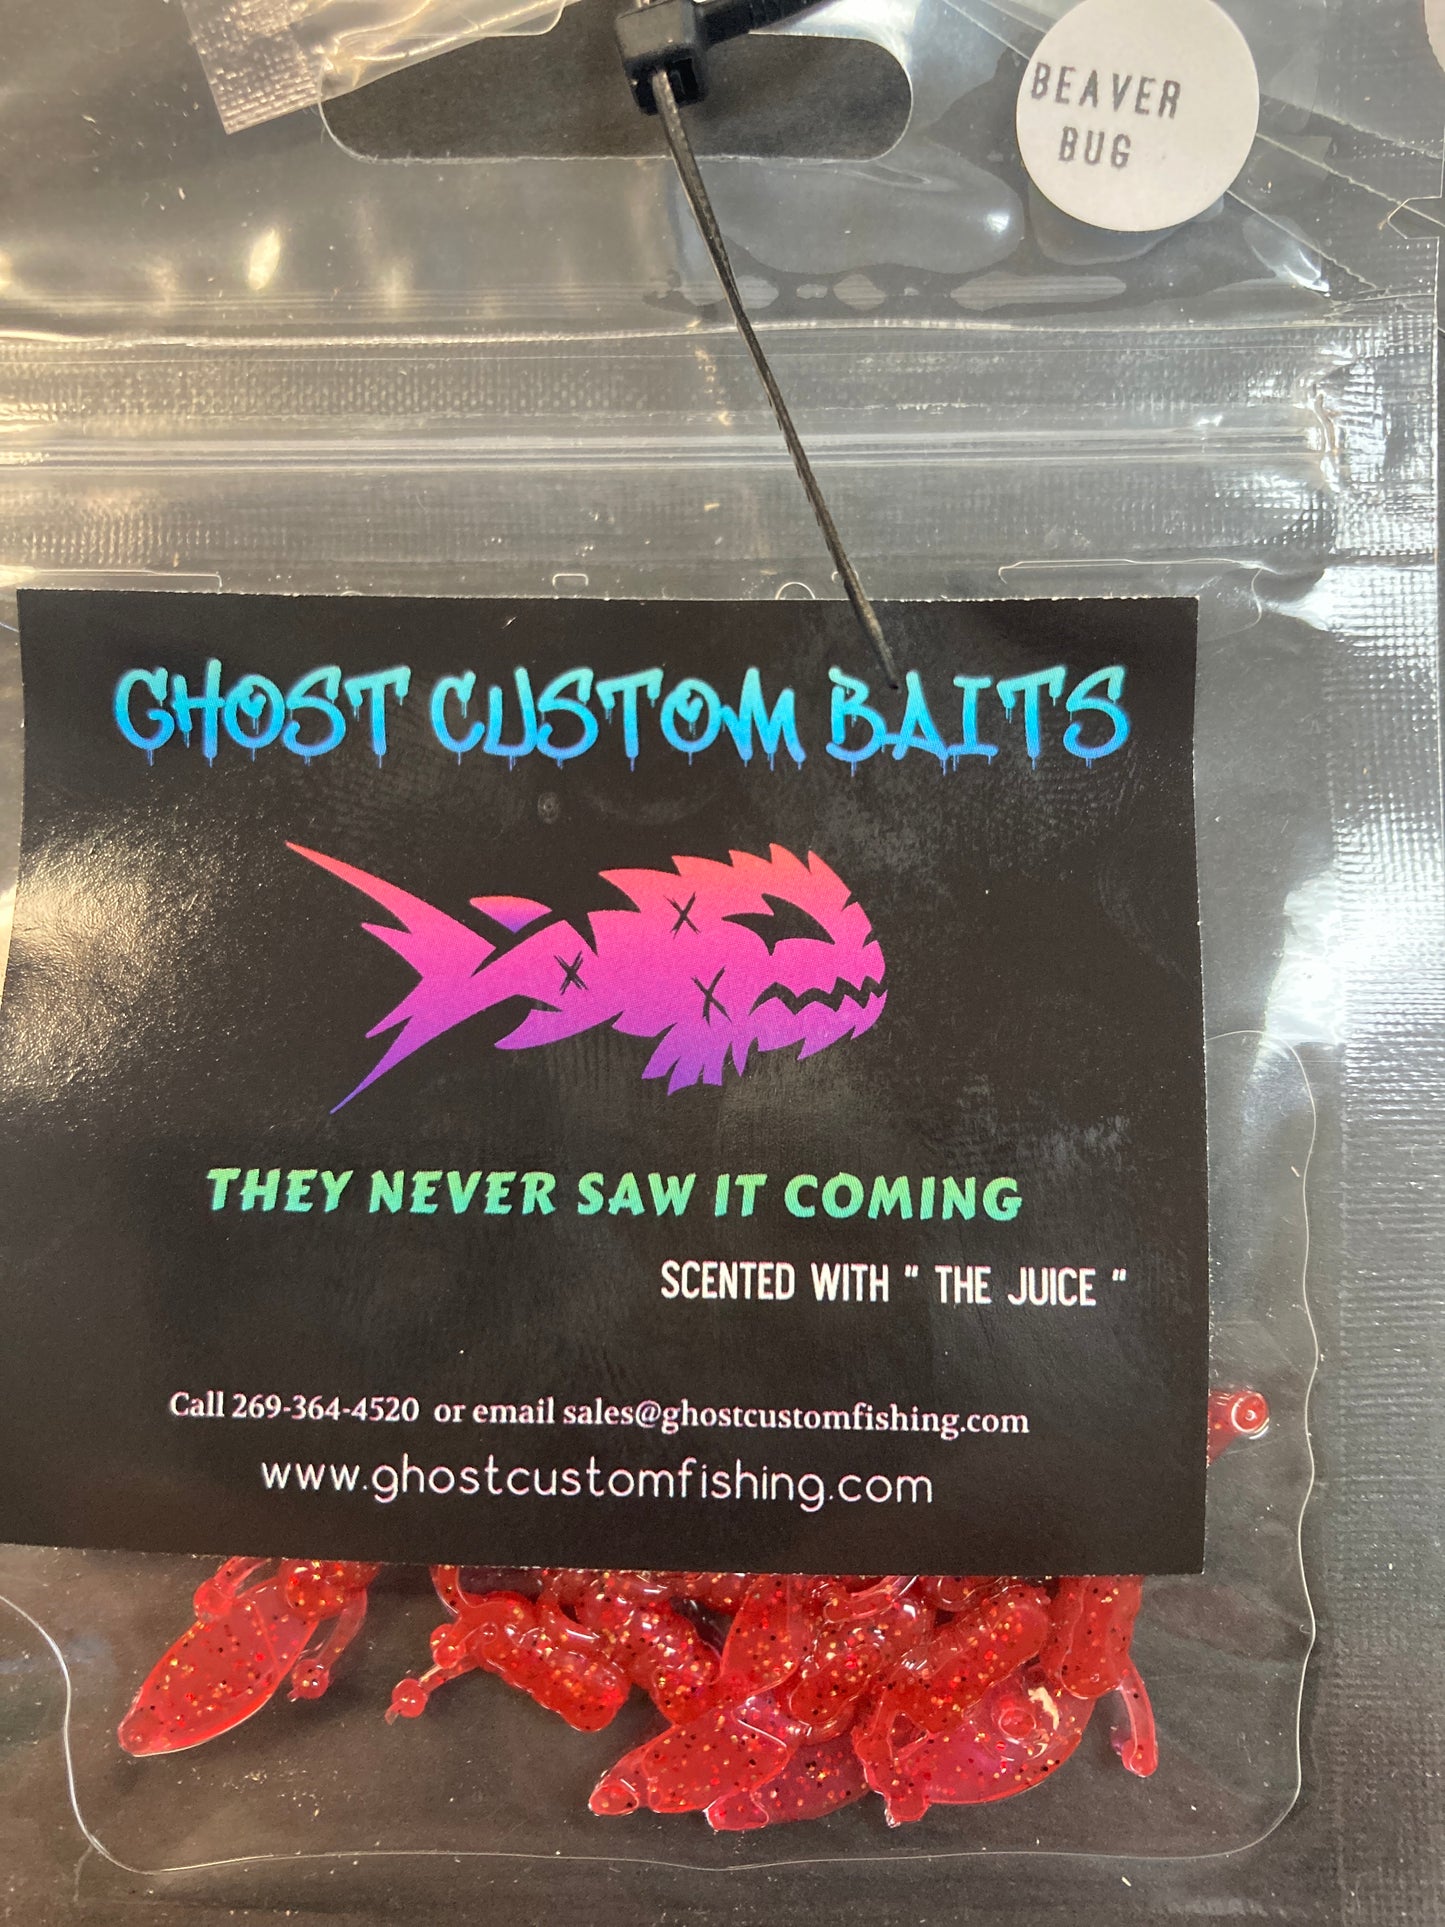 BEAVER
BUG
GHOST CUSTOM BAITS
THEY NEVER SAW IT COMING
SCENTED WITH " THE JUICE "
Call 269-364-4520 or email sales@ghostcustomfishing.com
www.ghostcustomfishing.com